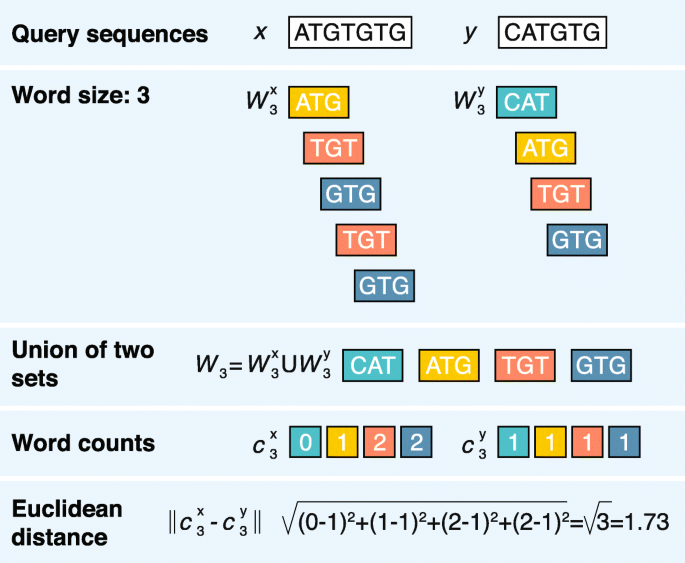 Query sequences x ATGTGTG y CATGTG
Word size: 3 W₃ˣ ATG W₃ʸ CAT
TGT ATG
GTG TGT
TGT GTG
GTG
Union of two
sets W₃=W₃ˣUW₃ʸ CAT ATG TGT GTG
Word counts c₃ˣ 0 1 2 2 c₃ʸ 1 1 1 1
Euclidean
distance ||c₃ˣ-c₃ʸ|| √(0-1)²+(1-1)²+(2-1)²+(2-1)²=√3=1.73